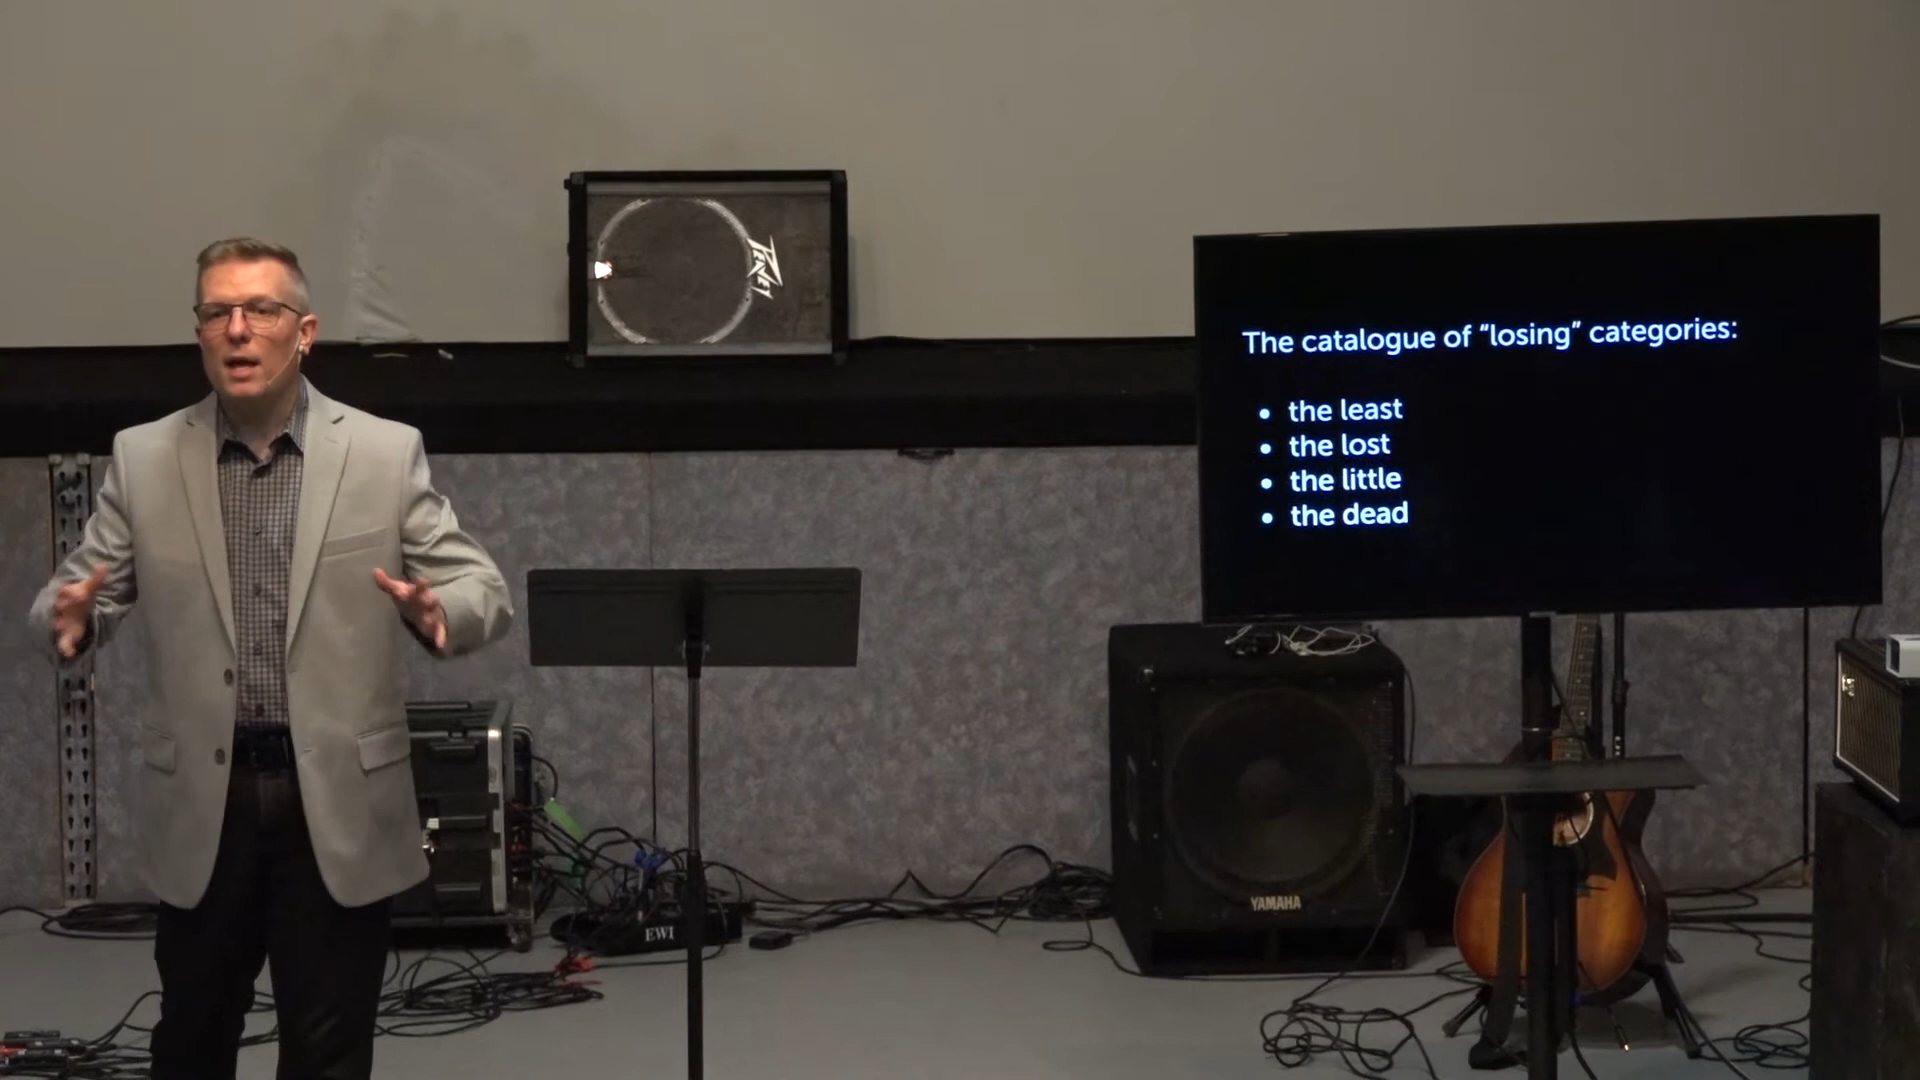 PEAVEY
The catalogue of “losing” categories:
• the least
• the lost
• the little
• the dead
EWI
YAMAHA